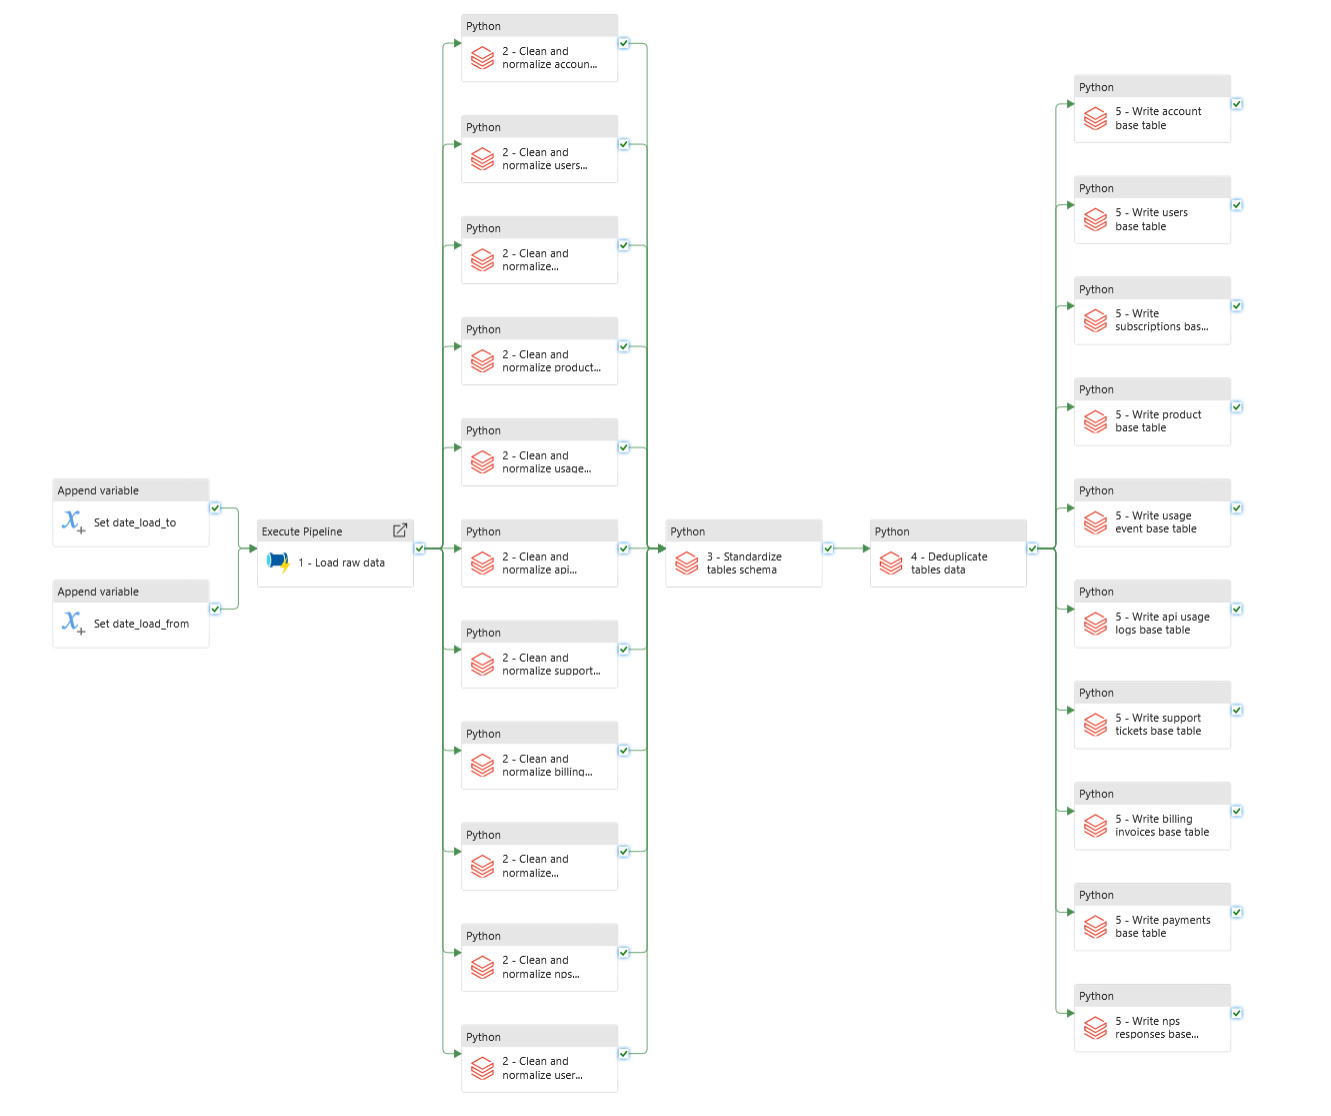 Append variable
Set date_load_to
Append variable
Set date_load_from
Execute Pipeline
1 - Load raw data
Python
2 - Clean and
normalize accoun...
Python
2 - Clean and
normalize users...
Python
2 - Clean and
normalize...
Python
2 - Clean and
normalize product...
Python
2 - Clean and
normalize usage...
Python
2 - Clean and
normalize api...
Python
2 - Clean and
normalize support...
Python
2 - Clean and
normalize billing...
Python
2 - Clean and
normalize...
Python
2 - Clean and
normalize nps...
Python
2 - Clean and
normalize user...
Python
3 - Standardize
tables schema
Python
4 - Deduplicate
tables data
Python
5 - Write account
base table
Python
5 - Write users
base table
Python
5 - Write
subscriptions bas...
Python
5 - Write product
base table
Python
5 - Write usage
event base table
Python
5 - Write api usage
logs base table
Python
5 - Write support
tickets base table
Python
5 - Write billing
invoices base table
Python
5 - Write payments
base table
Python
5 - Write nps
responses base...